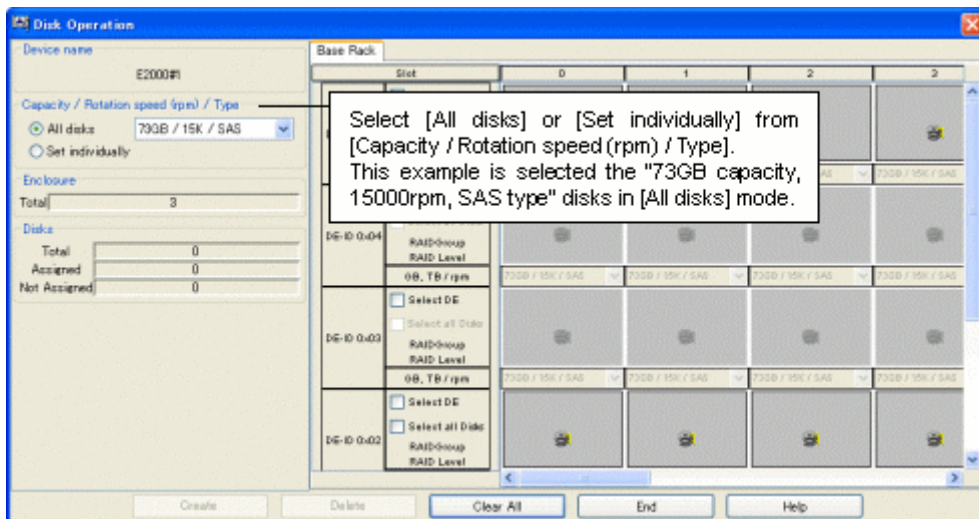 Disk Operation
Device name
E2000#1
Capacity / Rotation speed (rpm) / Type
All disks
73GB / 15K / SAS
Set individually
Enclosure
Total
3
Disks
Total
0
Assigned
0
Not Assigned
0
Base Rack
Slot
0
1
2
3
Select [All disks] or [Set individually] from
[Capacity / Rotation speed (rpm) / Type].
This example is selected the "73GB capacity,
15000rpm, SAS type" disks in [All disks] mode.
SAS
73GB / 15K / SAS
DE-ID 0x04
RAIDGroup
RAID Level
GB, TB / rpm
73GB / 15K / SAS
73GB / 15K / SAS
73GB / 15K / SAS
73GB / 15K / SAS
DE-ID 0x03
Select DE
Select all Disks
RAIDGroup
RAID Level
GB, TB / rpm
73GB / 15K / SAS
73GB / 15K / SAS
73GB / 15K / SAS
73GB / 15K / SAS
DE-ID 0x02
Select DE
Select all Disks
RAIDGroup
RAID Level
Create
Delete
Clear All
End
Help